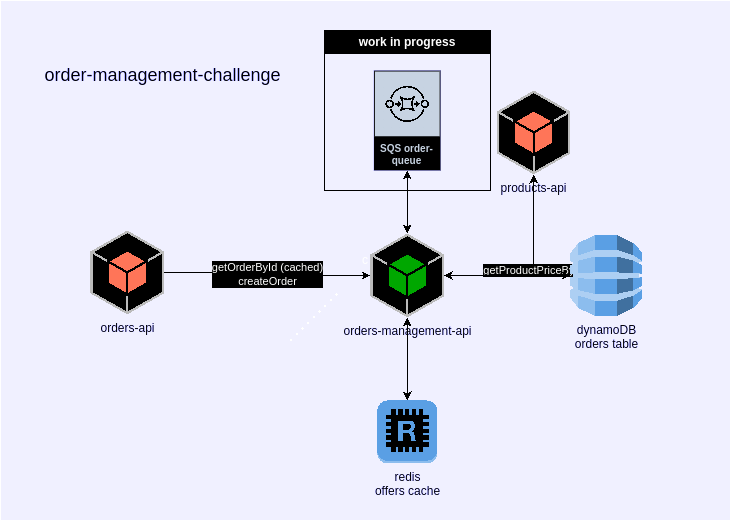 work in progress
order-management-challenge
SQS order-
queue
products-api
getOrderById (cached)
createOrder
getProductPriceB
orders-api
orders-management-api
dynamoDB
orders table
R
redis
offers cache